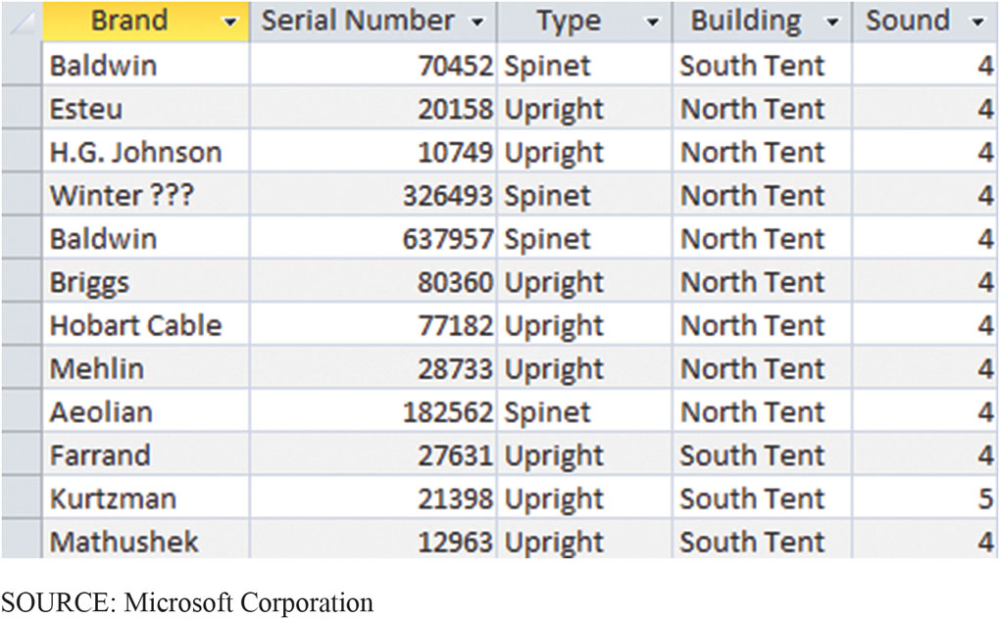 Brand Serial Number Type Building Sound
Baldwin 70452 Spinet South Tent 4
Esteu 20158 Upright North Tent 4
H.G. Johnson 10749 Upright North Tent 4
Winter ??? 326493 Spinet North Tent 4
Baldwin 637957 Spinet North Tent 4
Briggs 80360 Upright North Tent 4
Hobart Cable 77182 Upright North Tent 4
Mehlin 28733 Upright North Tent 4
Aeolian 182562 Spinet North Tent 4
Farrand 27631 Upright South Tent 4
Kurtzman 21398 Upright South Tent 5
Mathushek 12963 Upright South Tent 4
SOURCE: Microsoft Corporation